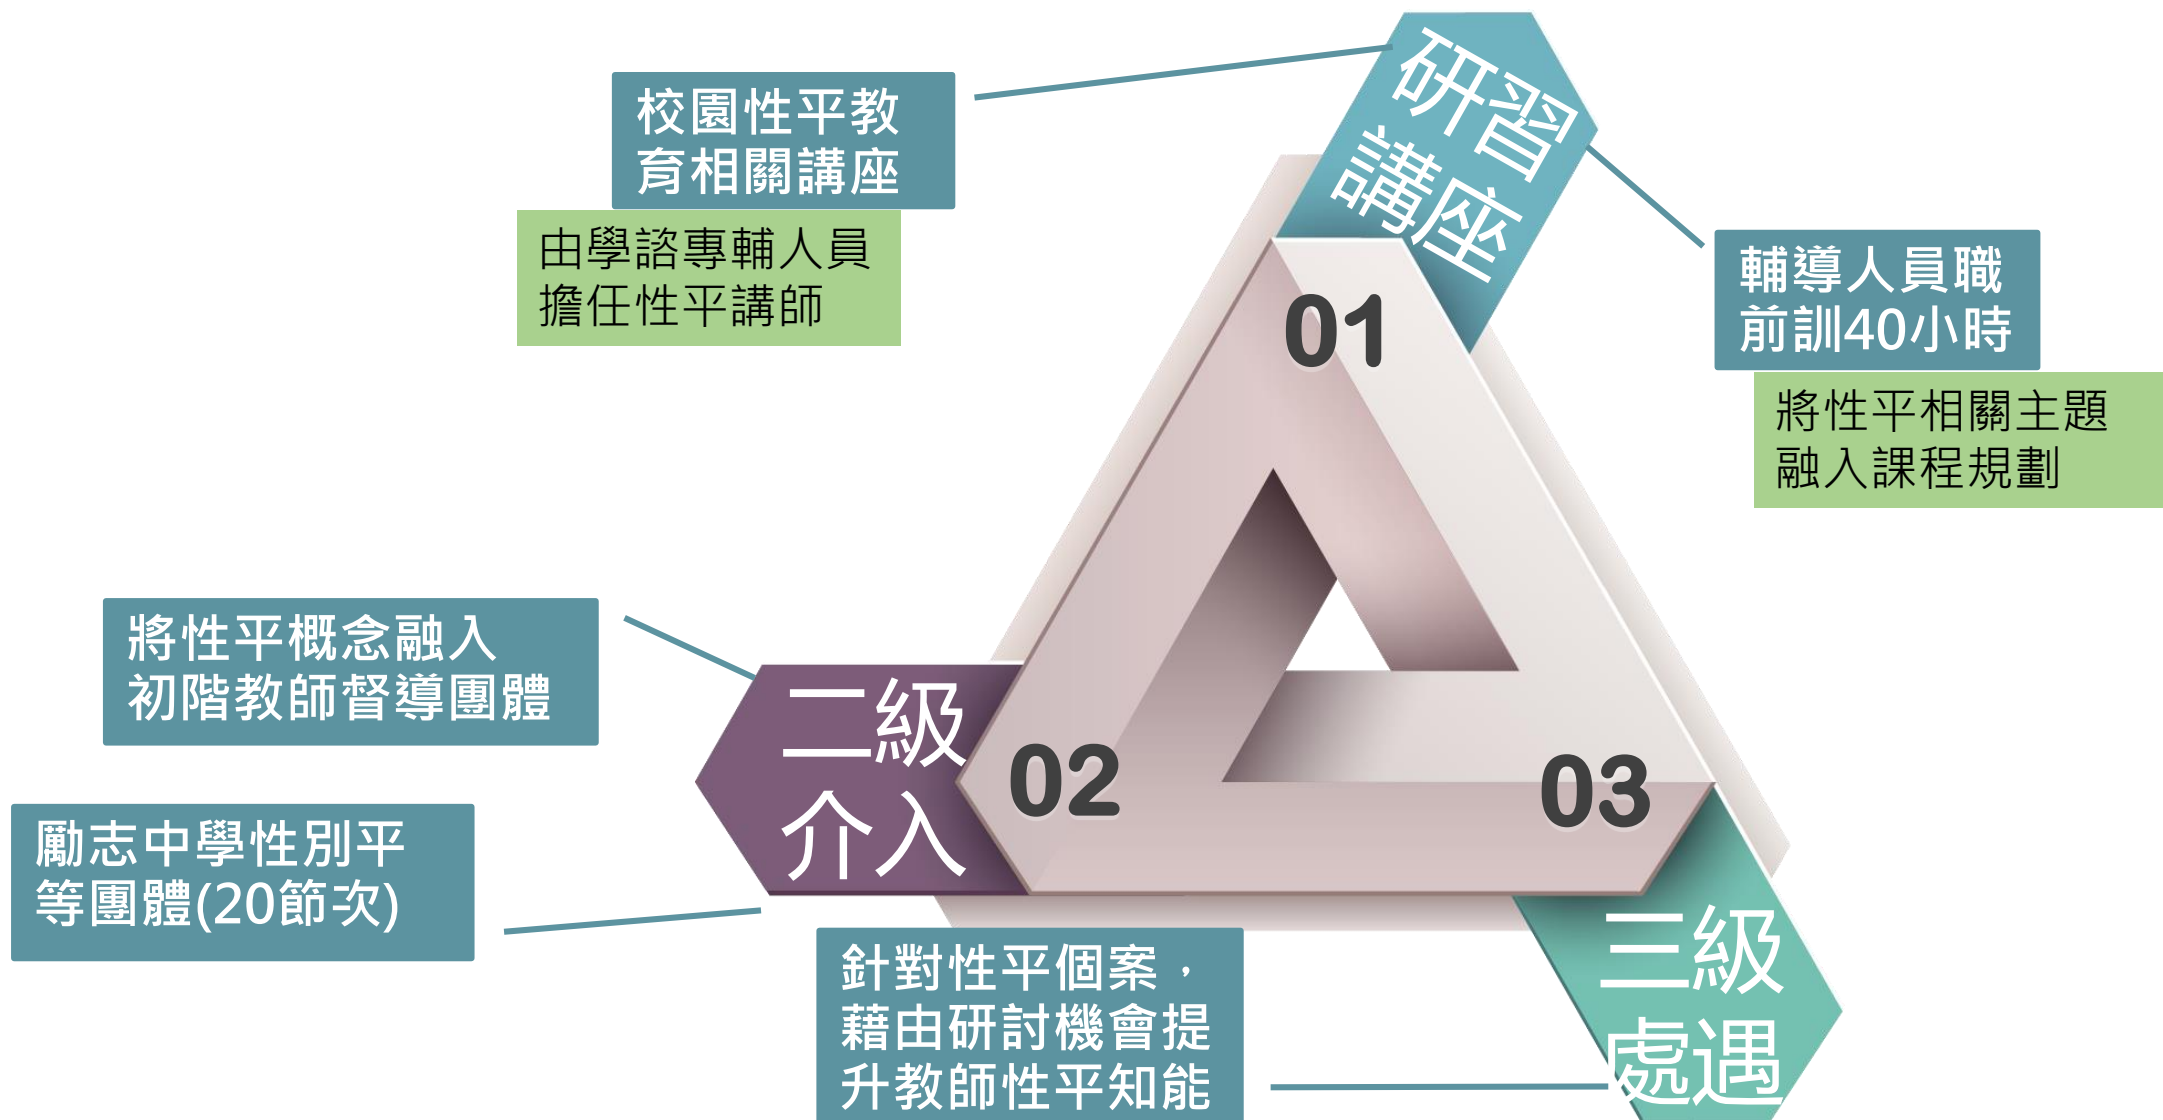 研習
講座
校園性平教
育相關講座
由學諮專輔人員
擔任性平講師
輔導人員職
前訓40小時
將性平相關主題
融入課程規劃
01
將性平概念融入
初階教師督導團體
二級
介入
02
03
勵志中學性別平
等團體(20節次)
三級
處遇
針對性平個案，
藉由研討機會提
升教師性平知能